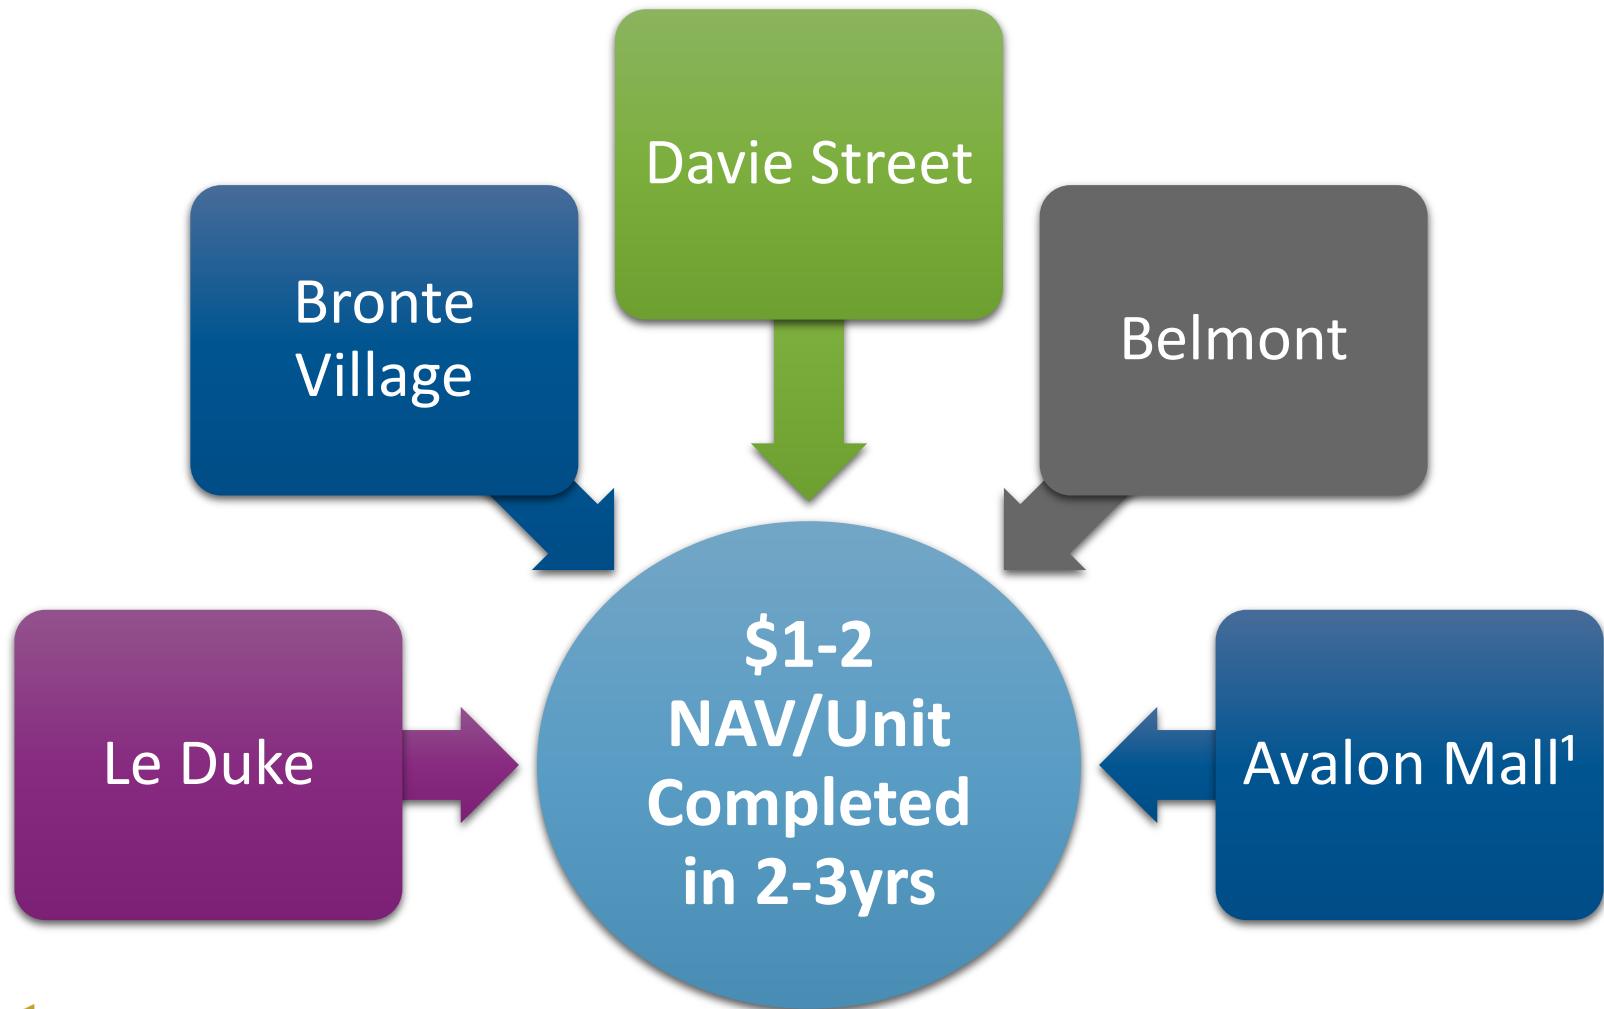 Davie Street
Bronte
Village
Belmont
Le Duke
$1-2
NAV/Unit
Completed
in 2-3yrs
Avalon Mall¹